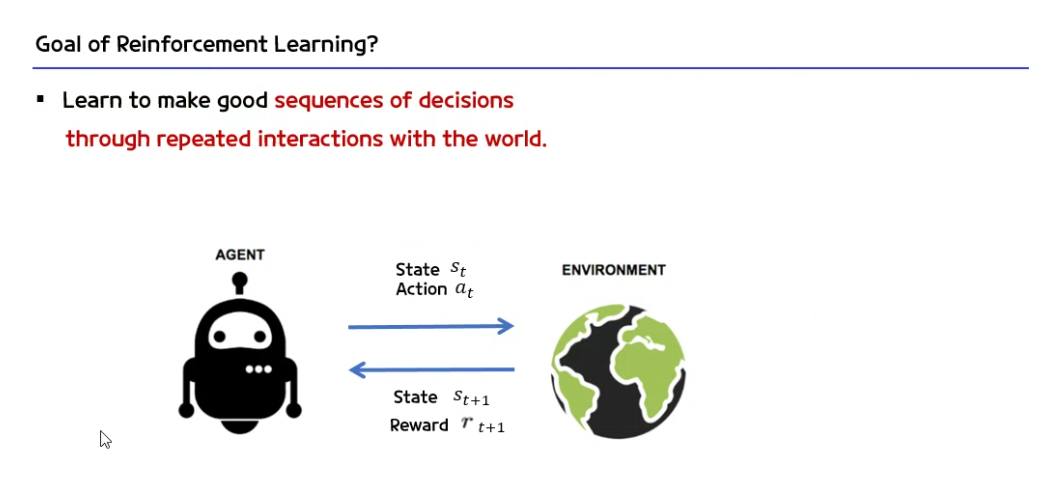 Goal of Reinforcement Learning?
▪ Learn to make good sequences of decisions
through repeated interactions with the world.
AGENT
State s_t
Action a_t
ENVIRONMENT
State s_{t+1}
Reward r_{t+1}